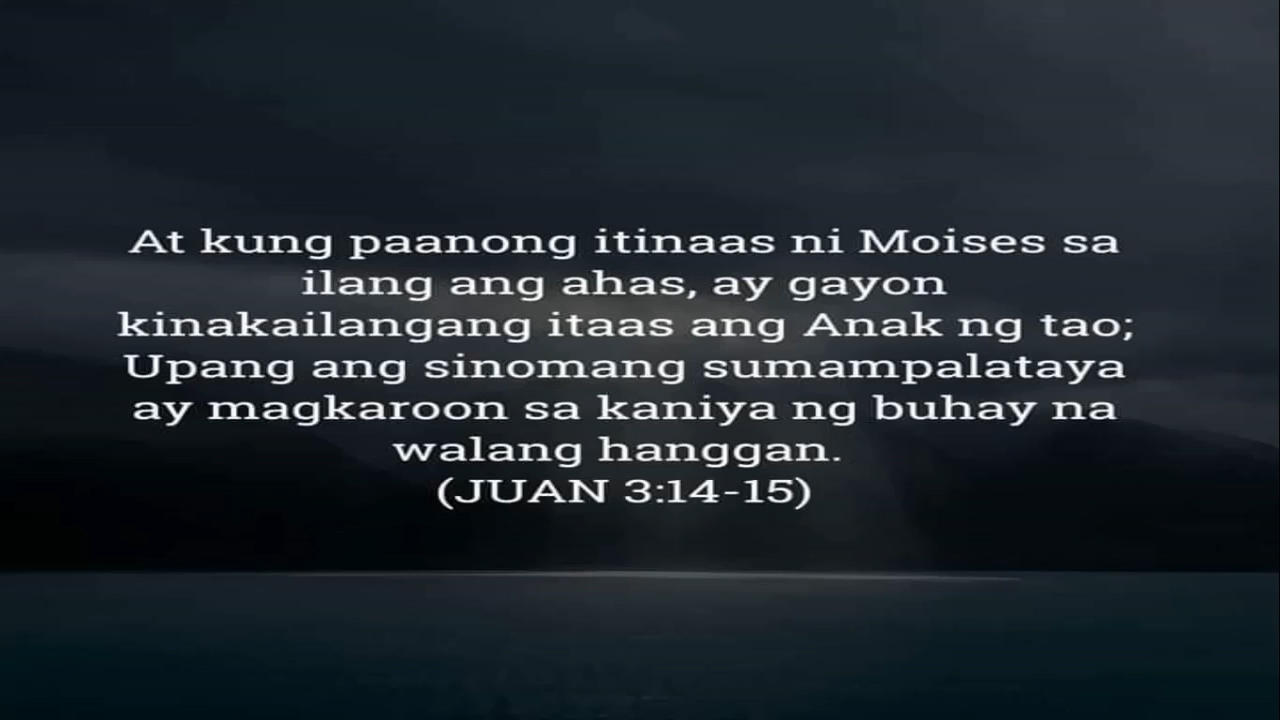 At kung paanong itinaas ni Moises sa
ilang ang ahas, ay gayon
kinakailangang itaas ang Anak ng tao;
Upang ang sinomang sumampalataya
ay magkaroon sa kaniya ng buhay na
walang hanggan.
(JUAN 3:14-15)